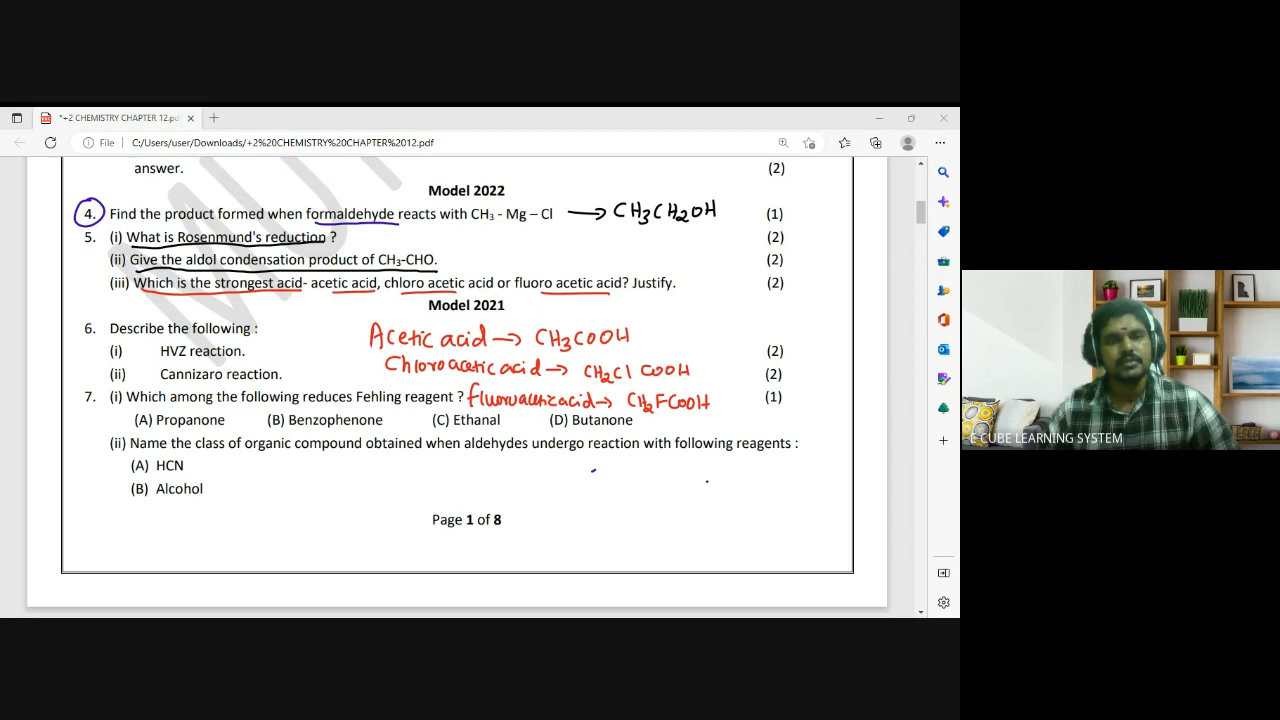 *+2 CHEMISTRY CHAPTER 12.pd
File C:/Users/user/Downloads/+2%20CHEMISTRY%20CHAPTER%2012.pdf
answer. (2)
Model 2022
4. Find the product formed when formaldehyde reacts with CH₃ - Mg – Cl → CH₃CH₂OH (1)
5. (i) What is Rosenmund's reduction ? (2)
(ii) Give the aldol condensation product of CH₃-CHO. (2)
(iii) Which is the strongest acid- acetic acid, chloro acetic acid or fluoro acetic acid? Justify. (2)
Model 2021
6. Describe the following :
Acetic acid → CH₃COOH
(i) HVZ reaction. (2)
Chloroacetic acid → CH₂Cl COOH
(ii) Cannizaro reaction. (2)
7. (i) Which among the following reduces Fehling reagent ? (1)
fluoroacetic acid → CH₂FCOOH
(A) Propanone (B) Benzophenone (C) Ethanal (D) Butanone
(ii) Name the class of organic compound obtained when aldehydes undergo reaction with following reagents :
(A) HCN
(B) Alcohol
Page 1 of 8
E CUBE LEARNING SYSTEM